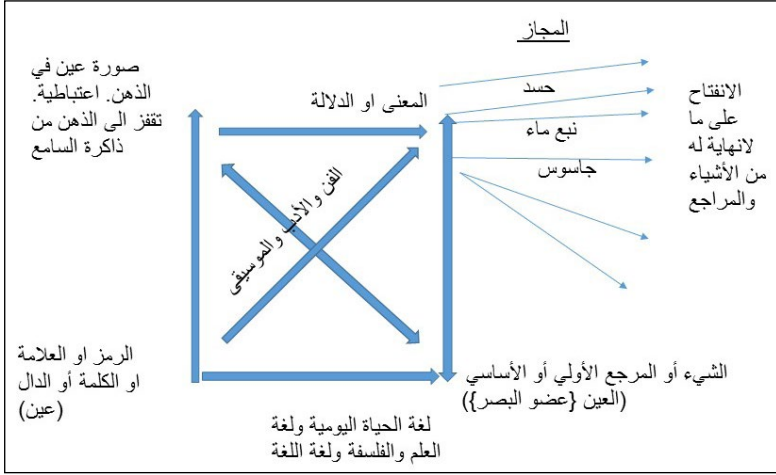 المجاز
صورة عين في
الذهن. اعتباطية.
تقفز الى الذهن من
ذاكرة السامع
المعنى او الدلالة
حسد
نبع ماء
جاسوس
الانفتاح
على ما
لانهاية له
من الأشياء
والمراجع
الفن والأدب والموسيقى
الرمز او العلامة
او الكلمة أو الدال
(عين)
الشيء أو المرجع الأولي أو الأساسي
(العين {عضو البصر})
لغة الحياة اليومية ولغة
العلم والفلسفة ولغة اللغة